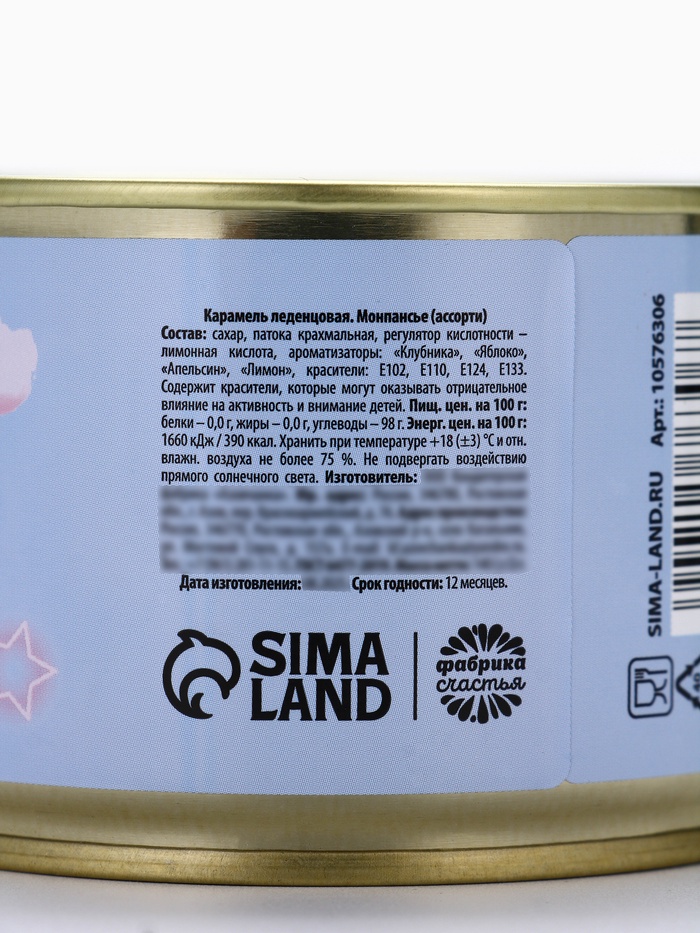 Карамель леденцовая. Монпансье (ассорти)
Состав: сахар, патока крахмальная, регулятор кислотности –
лимонная кислота, ароматизаторы: «Клубника», «Яблоко»,
«Апельсин», «Лимон», красители: Е102, Е110, Е124, Е133.
Содержит красители, которые могут оказывать отрицательное
влияние на активность и внимание детей. Пищ. цен. на 100 г:
белки – 0,0 г, жиры – 0,0 г, углеводы – 98 г. Энерг. цен. на 100 г:
1660 кДж / 390 ккал. Хранить при температуре +18 (±3) °С и отн.
влажн. воздуха не более 75 %. Не подвергать воздействию
прямого солнечного света. Изготовитель:
Дата изготовления: Срок годности: 12 месяцев.
SIMA
LAND
фабрика
счастья
SIMA-LAND.RU Арт.: 10576306